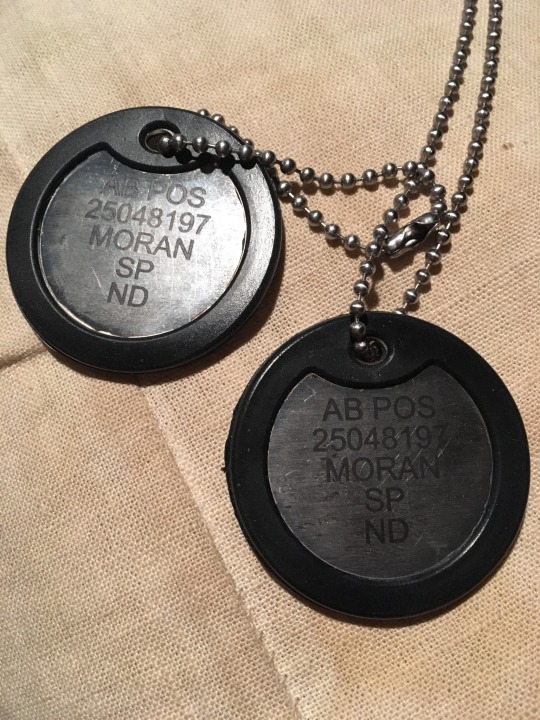 AB POS
25048197
MORAN
SP
ND
AB POS
25048197
MORAN
SP
ND